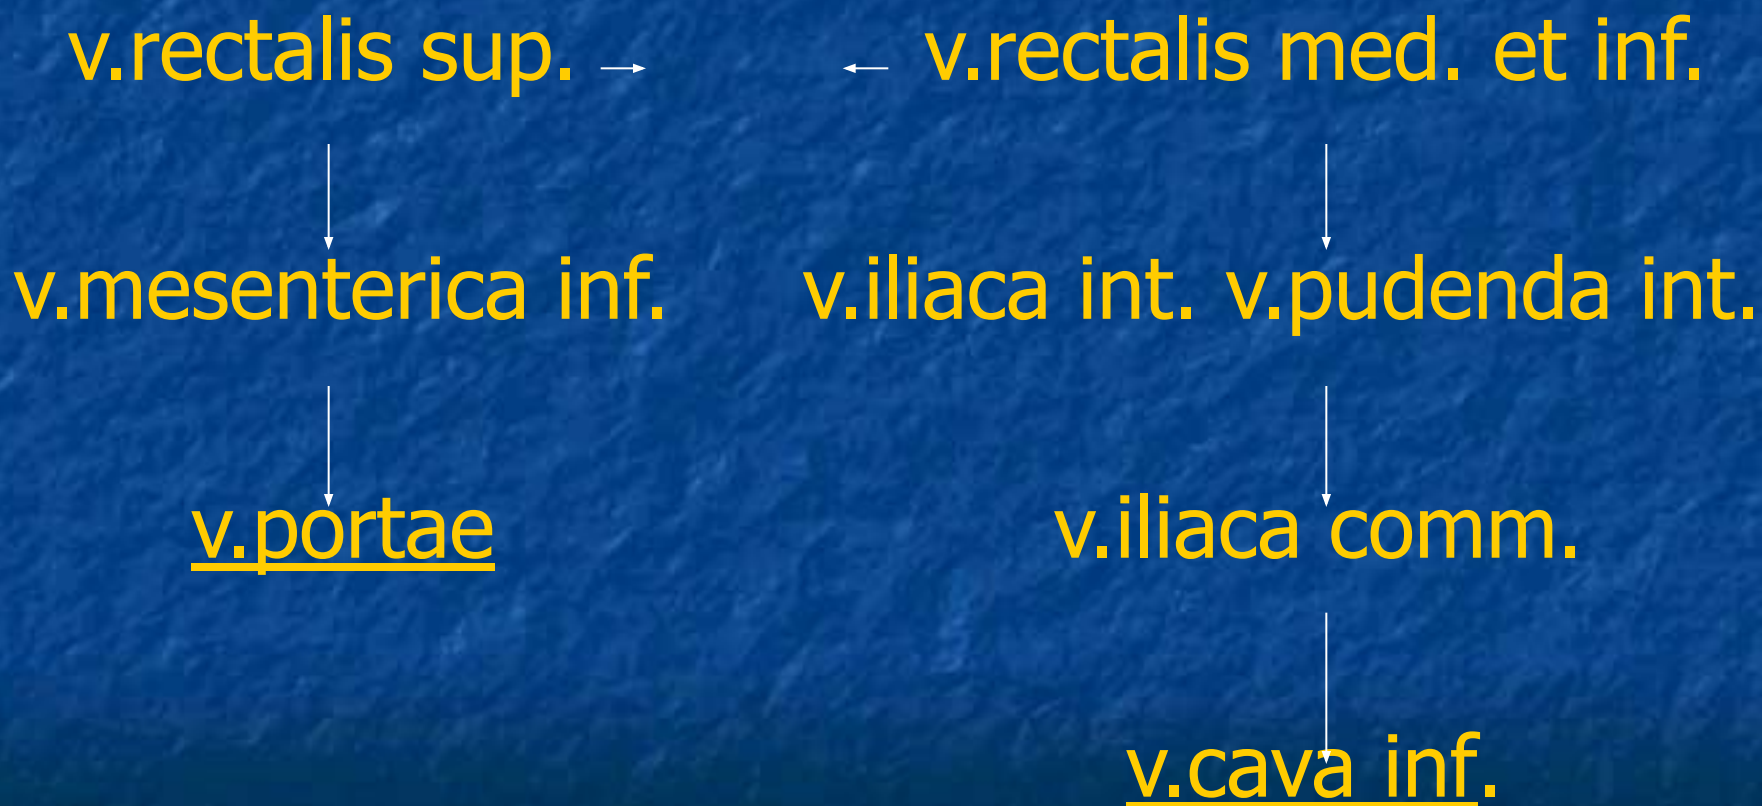 v.rectalis sup. v.rectalis med. et inf.
v.mesenterica inf. v.iliaca int. v.pudenda int.
v.portae v.iliaca comm.
v.cava inf.